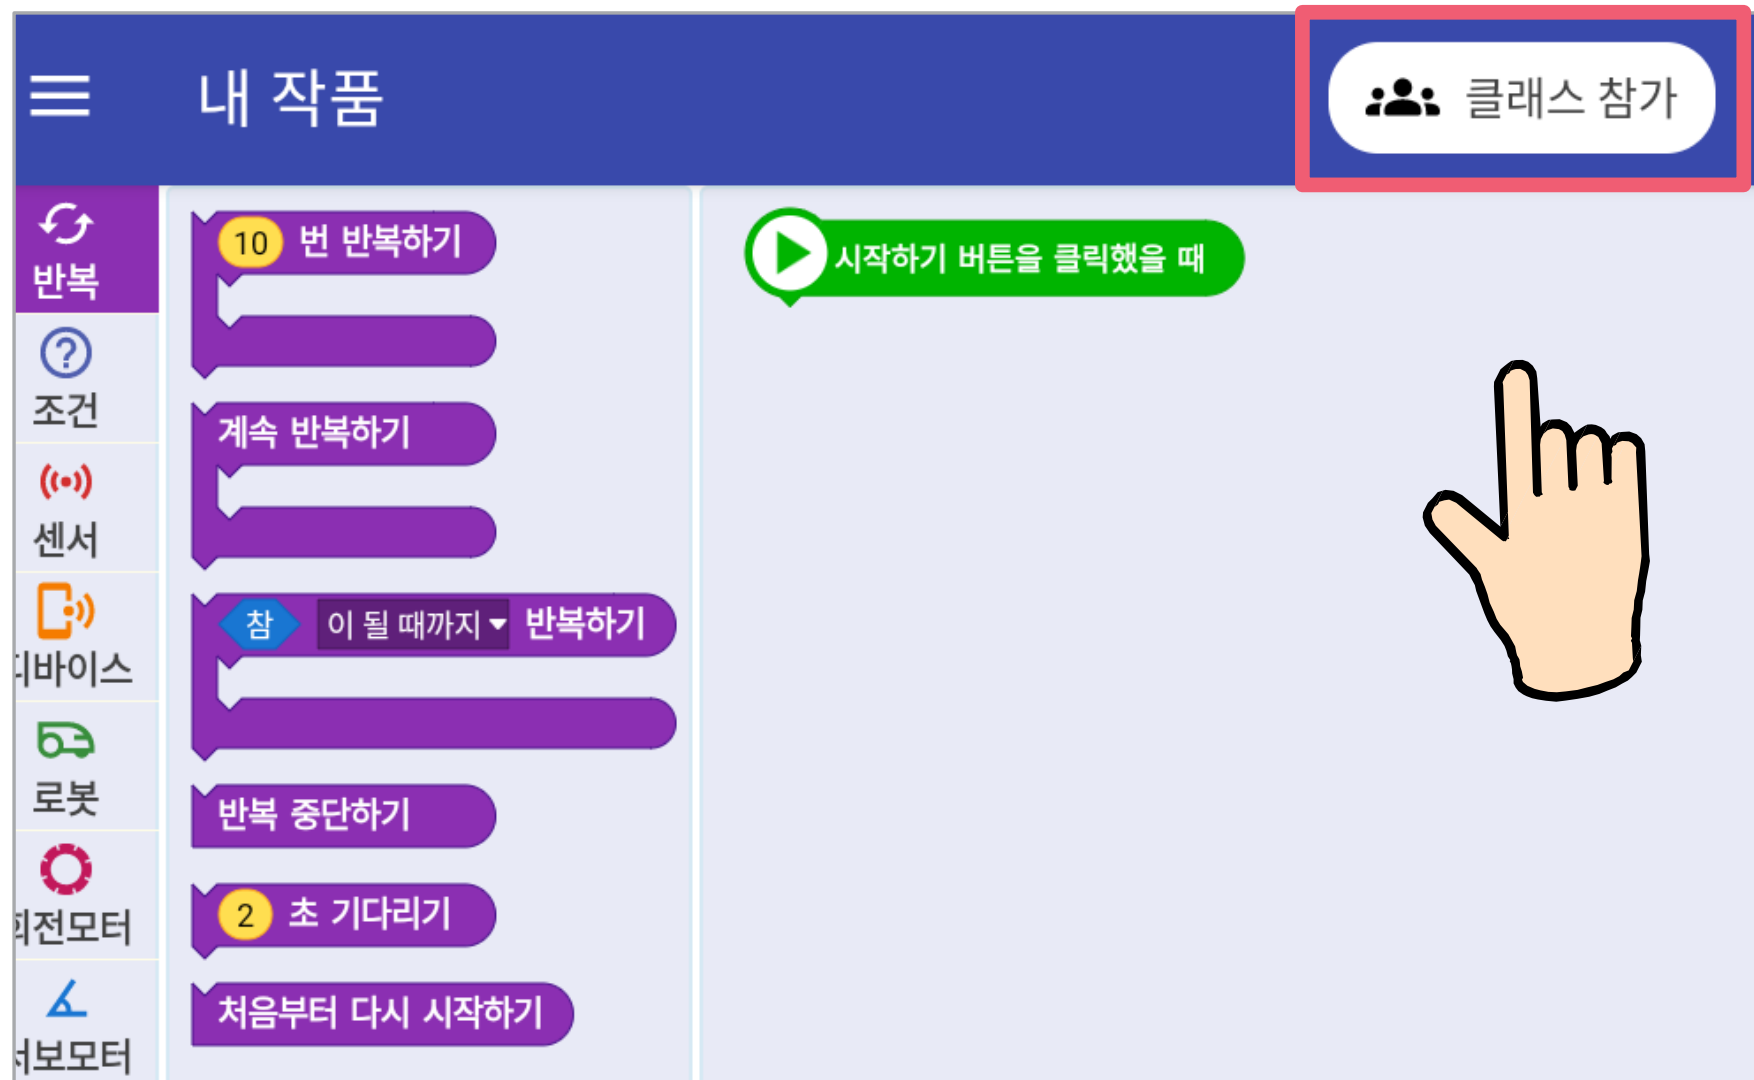 내 작품
클래스 참가
반복
조건
센서
디바이스
로봇
회전모터
서보모터
10 번 반복하기
계속 반복하기
참 이 될 때까지 반복하기
반복 중단하기
2 초 기다리기
처음부터 다시 시작하기
시작하기 버튼을 클릭했을 때